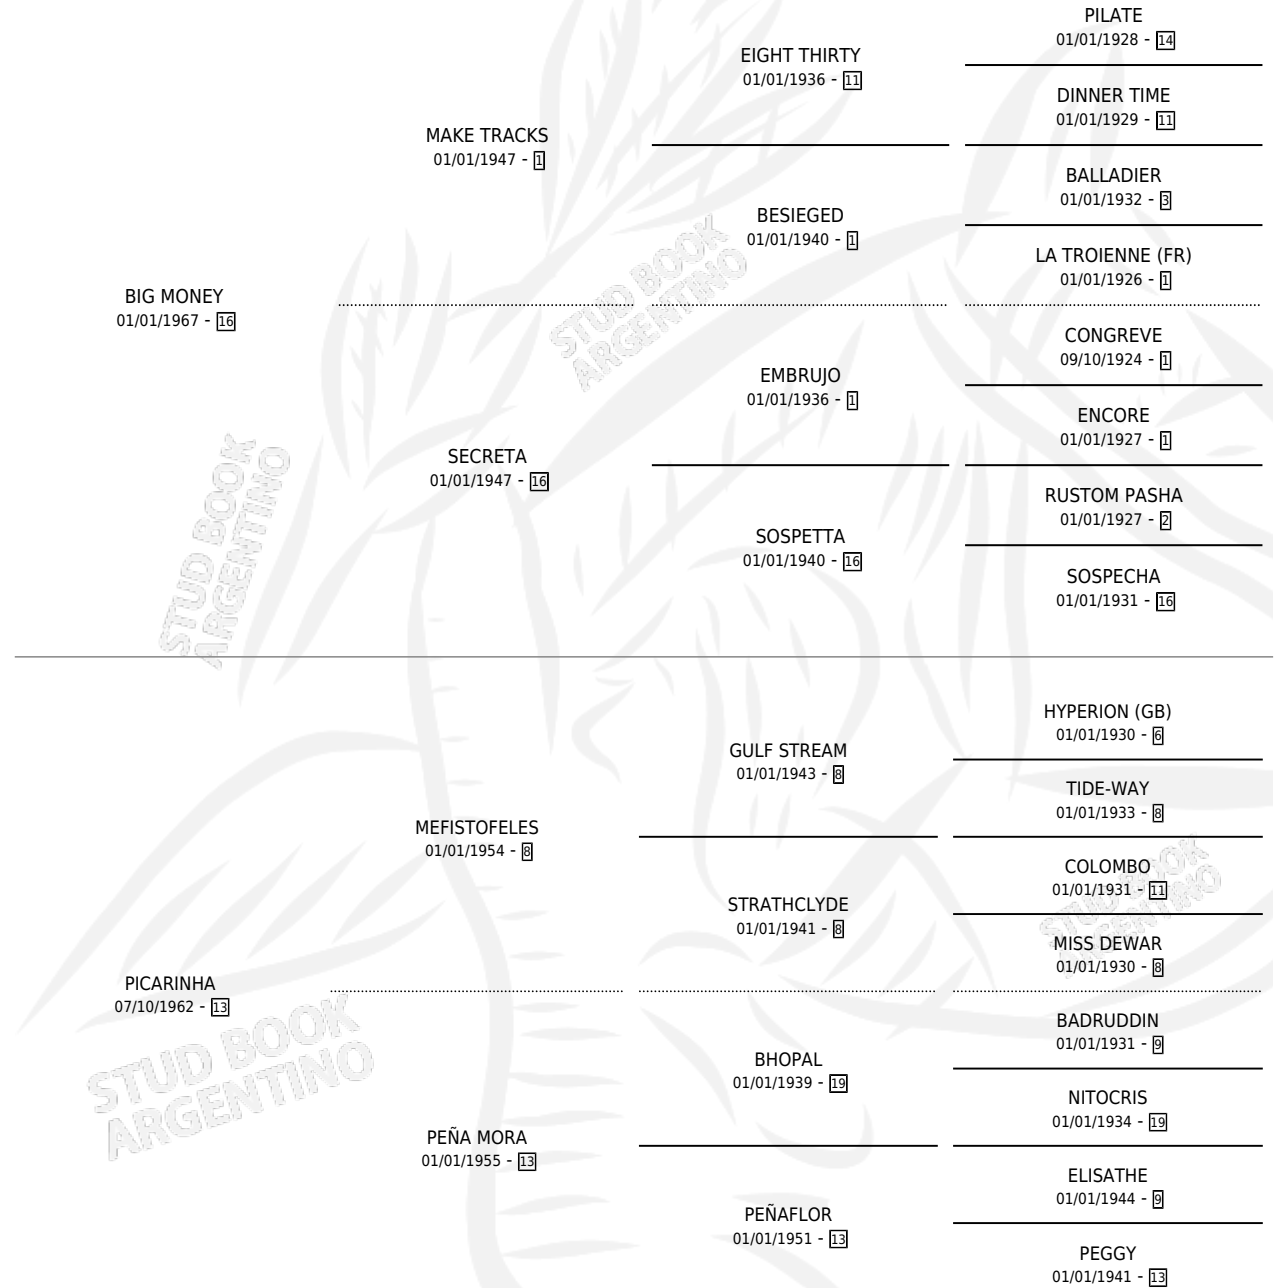 PILATE
01/01/1928 - 14
EIGHT THIRTY
01/01/1936 - 11
DINNER TIME
01/01/1929 - 11
MAKE TRACKS
01/01/1947 - 1
BALLADIER
01/01/1932 - 3
BESIEGED
01/01/1940 - 1
LA TROIENNE (FR)
01/01/1926 - 1
BIG MONEY
01/01/1967 - 16
STUD BOOK
ARGENTINO
CONGREVE
09/10/1924 - 1
EMBRUJO
01/01/1936 - 1
ENCORE
01/01/1927 - 1
SECRETA
01/01/1947 - 16
RUSTOM PASHA
01/01/1927 - 2
SOSPETTA
01/01/1940 - 16
SOSPECHA
01/01/1931 - 16
STUD BOOK
ARGENTINO
HYPERION (GB)
01/01/1930 - 6
GULF STREAM
01/01/1943 - 8
TIDE-WAY
01/01/1933 - 8
MEFISTOFELES
01/01/1954 - 8
COLOMBO
01/01/1931 - 11
STRATHCLYDE
01/01/1941 - 8
STUD BOOK
ARGENTINO
MISS DEWAR
01/01/1930 - 8
PICARINHA
07/10/1962 - 13
STUD BOOK
ARGENTINO
BADRUDDIN
01/01/1931 - 9
BHOPAL
01/01/1939 - 19
NITOCRIS
01/01/1934 - 19
PEÑA MORA
01/01/1955 - 13
ELISATHE
01/01/1944 - 9
PEÑAFLOR
01/01/1951 - 13
PEGGY
01/01/1941 - 13